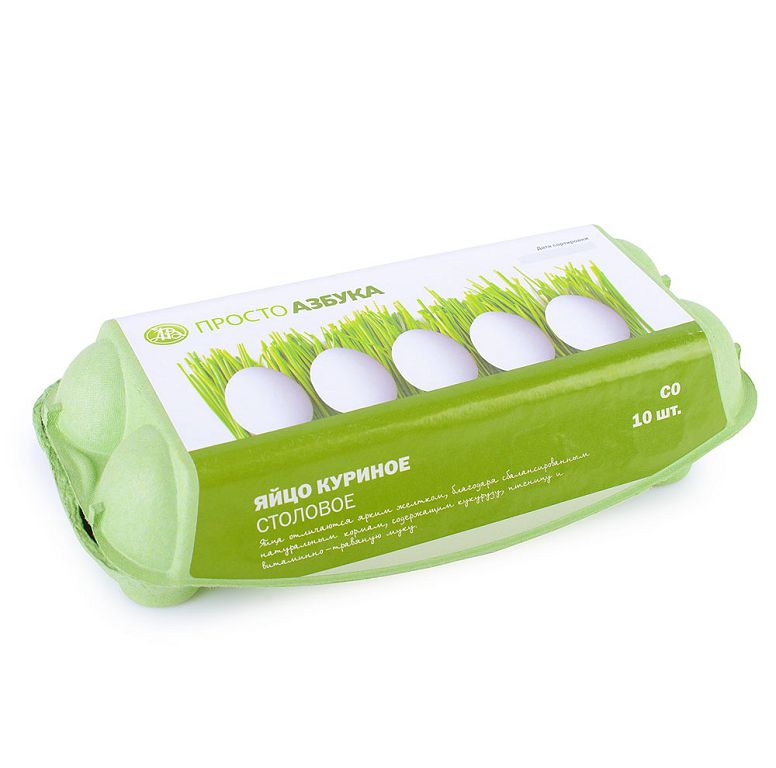 Дата сортировки
ПРОСТО АЗБУКА
С0
10 шт.
ЯЙЦО КУРИНОЕ
СТОЛОВОЕ
Яйца отличаются ярким желтком, благодаря сбалансированным
натуральным кормам, содержащим кукурузу, пшеницу и
витаминно-травяную муку.